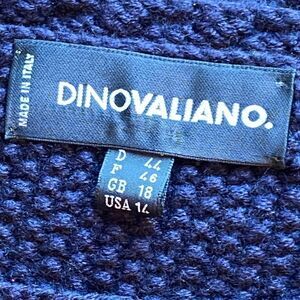 MADE IN ITALY
DINOVALIANO.
D 44
F 46
GB 18
USA 14